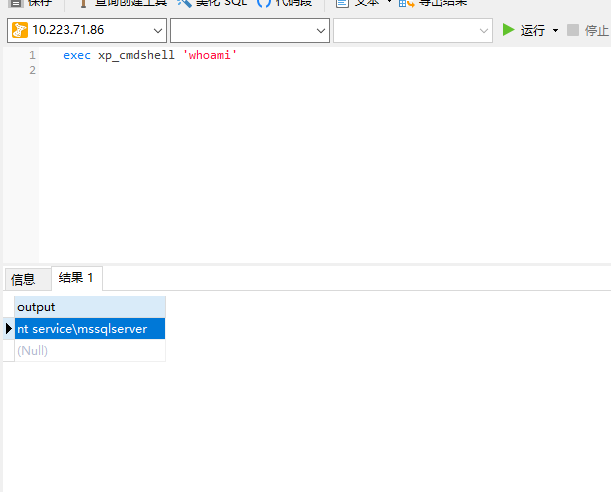 保存 查询创建工具 美化 SQL 代码段 文本 导出结果
10.223.71.86 运行 停止
1 exec xp_cmdshell 'whoami'
2
信息 结果 1
output
nt service\mssqlserver
(Null)